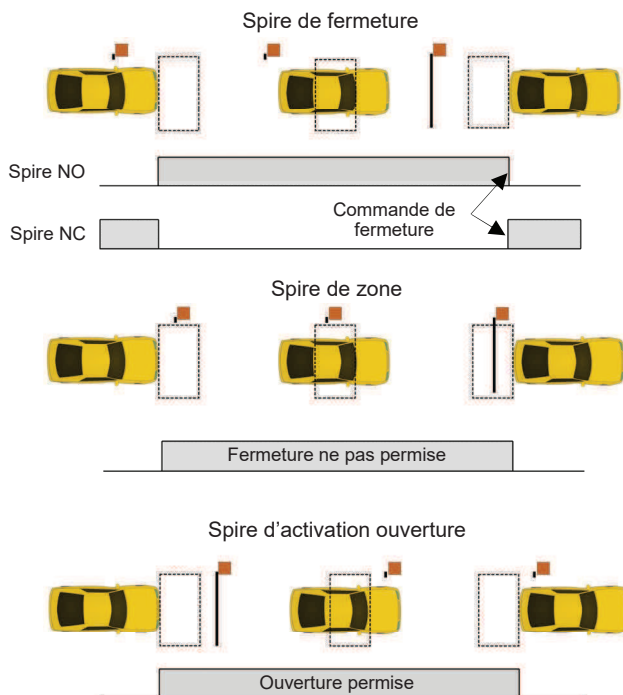 Spire de fermeture
Spire NO
Commande de
fermeture
Spire NC
Spire de zone
Fermeture ne pas permise
Spire d’activation ouverture
Ouverture permise